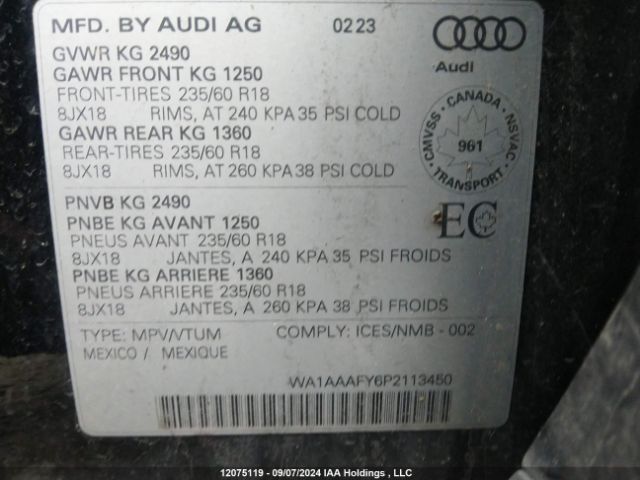 MFD. BY AUDI AG 0223
GVWR KG 2490
GAWR FRONT KG 1250
FRONT-TIRES 235/60 R18
8JX18 RIMS, AT 240 KPA 35 PSI COLD
GAWR REAR KG 1360
REAR-TIRES 235/60 R18
8JX18 RIMS, AT 260 KPA 38 PSI COLD
Audi
CANADA
CMVSS
NSVAC
961
TRANSPORT
PNVB KG 2490
PNBE KG AVANT 1250
PNEUS AVANT 235/60 R18
8JX18 JANTES, A 240 KPA 35 PSI FROIDS
PNBE KG ARRIERE 1360
PNEUS ARRIERE 235/60 R18
8JX18 JANTES, A 260 KPA 38 PSI FROIDS
EC
TYPE: MPV/VTUM COMPLY: ICES/NMB - 002
MEXICO / MEXIQUE
WA1AAAFY6P2113450
12075119 - 09/07/2024 IAA Holdings , LLC